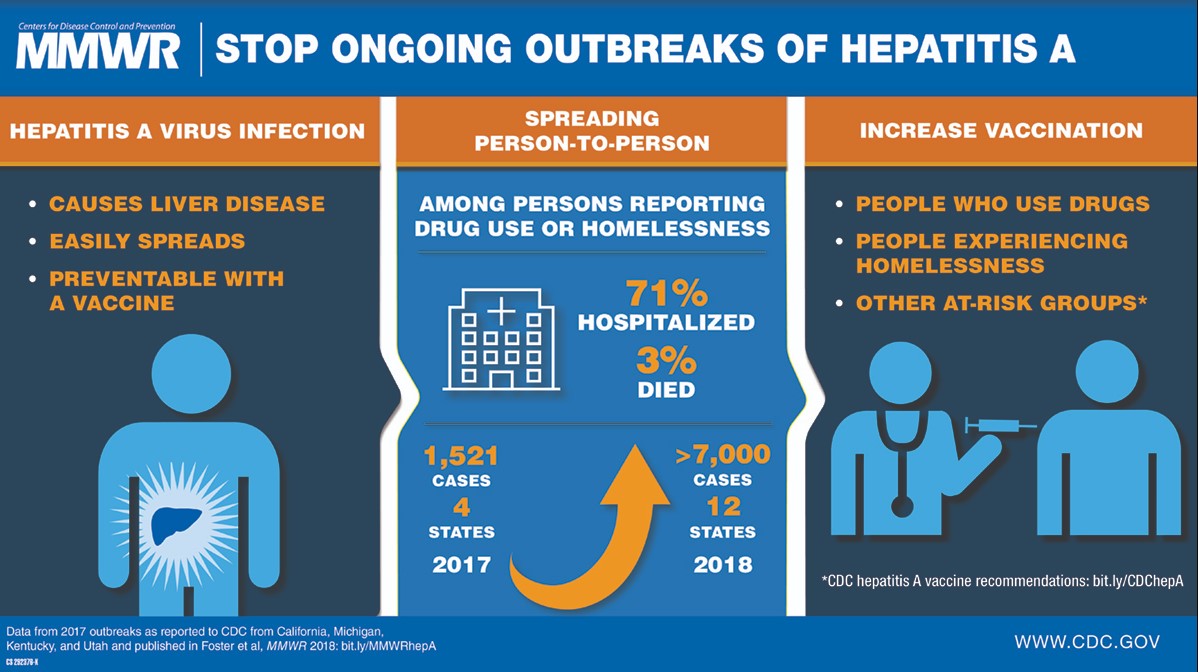 Centers for Disease Control and Prevention
MMWR
STOP ONGOING OUTBREAKS OF HEPATITIS A
HEPATITIS A VIRUS INFECTION
• CAUSES LIVER DISEASE
• EASILY SPREADS
• PREVENTABLE WITH
A VACCINE
SPREADING
PERSON-TO-PERSON
AMONG PERSONS REPORTING
DRUG USE OR HOMELESSNESS
71%
HOSPITALIZED
3%
DIED
1,521
CASES
4
STATES
2017
>7,000
CASES
12
STATES
2018
INCREASE VACCINATION
• PEOPLE WHO USE DRUGS
• PEOPLE EXPERIENCING
HOMELESSNESS
• OTHER AT-RISK GROUPS*
*CDC hepatitis A vaccine recommendations: bit.ly/CDChepA
Data from 2017 outbreaks as reported to CDC from California, Michigan,
Kentucky, and Utah and published in Foster et al, MMWR 2018: bit.ly/MMWRhepA
WWW.CDC.GOV